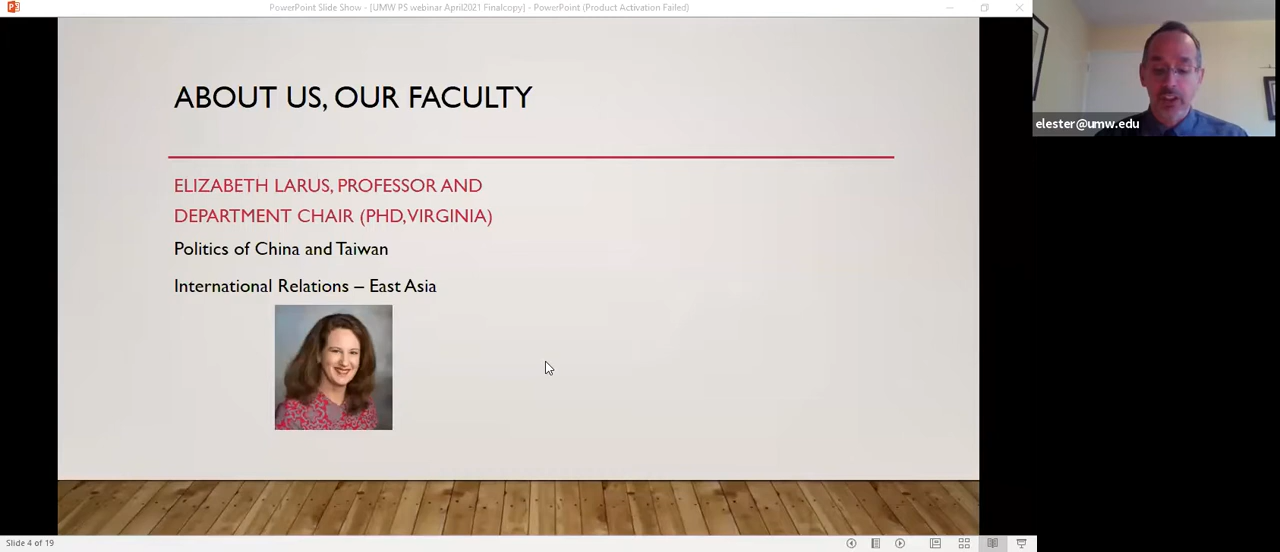 PowerPoint Slide Show - [UMW PS webinar April2021 Finalcopy] - PowerPoint (Product Activation Failed)
ABOUT US, OUR FACULTY
elester@umw.edu
ELIZABETH LARUS, PROFESSOR AND
DEPARTMENT CHAIR (PHD, VIRGINIA)
Politics of China and Taiwan
International Relations – East Asia
Slide 4 of 19